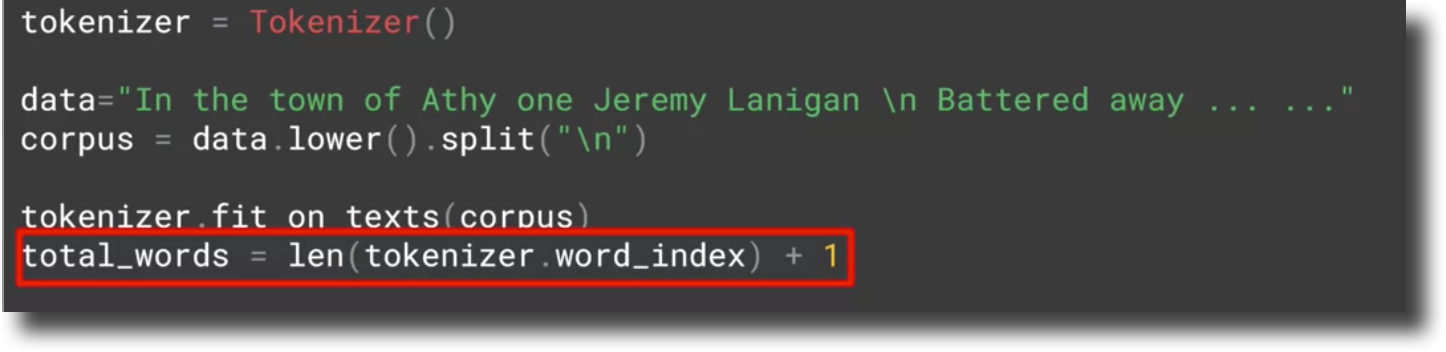 tokenizer = Tokenizer()
data="In the town of Athy one Jeremy Lanigan \n Battered away ... ..."
corpus = data.lower().split("\n")
tokenizer.fit_on_texts(corpus)
total_words = len(tokenizer.word_index) + 1